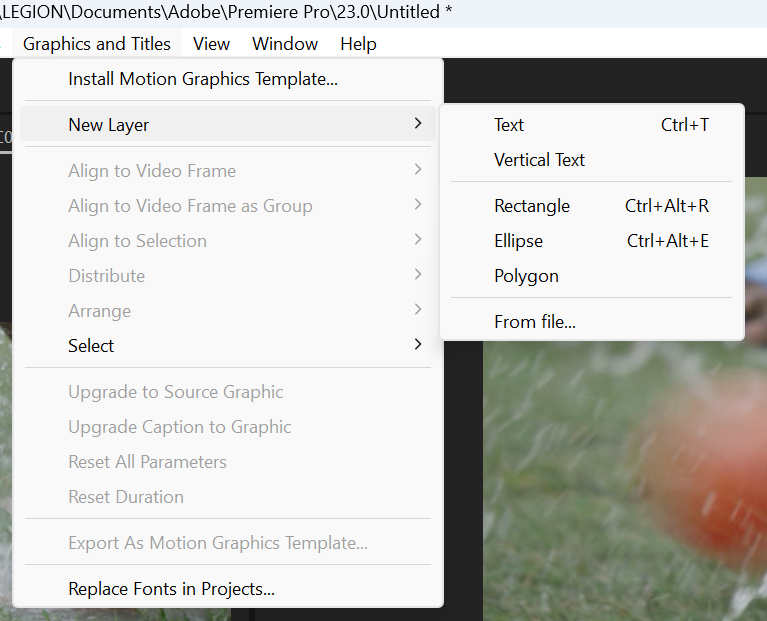 \LEGION\Documents\Adobe\Premiere Pro\23.0\Untitled *
Graphics and Titles View Window Help
Install Motion Graphics Template...
New Layer
Align to Video Frame
Align to Video Frame as Group
Align to Selection
Distribute
Arrange
Select
Upgrade to Source Graphic
Upgrade Caption to Graphic
Reset All Parameters
Reset Duration
Export As Motion Graphics Template...
Replace Fonts in Projects...
Text Ctrl+T
Vertical Text
Rectangle Ctrl+Alt+R
Ellipse Ctrl+Alt+E
Polygon
From file...